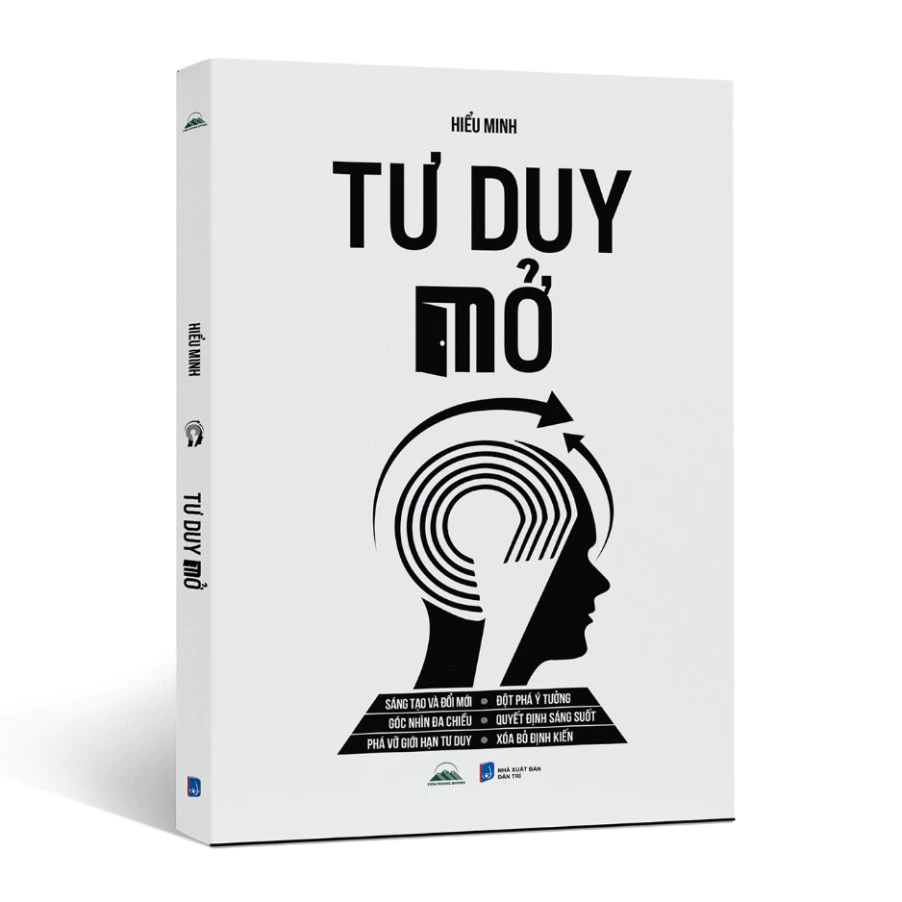 HIỂU MINH
TƯ DUY
MỞ
SÁNG TẠO VÀ ĐỔI MỚI • ĐỘT PHÁ Ý TƯỞNG
GÓC NHÌN ĐA CHIỀU • QUYẾT ĐỊNH SÁNG SUỐT
PHÁ VỠ GIỚI HẠN TƯ DUY • XÓA BỎ ĐỊNH KIẾN
NHÀ XUẤT BẢN
DÂN TRÍ
HIỂU MINH
TƯ DUY MỞ